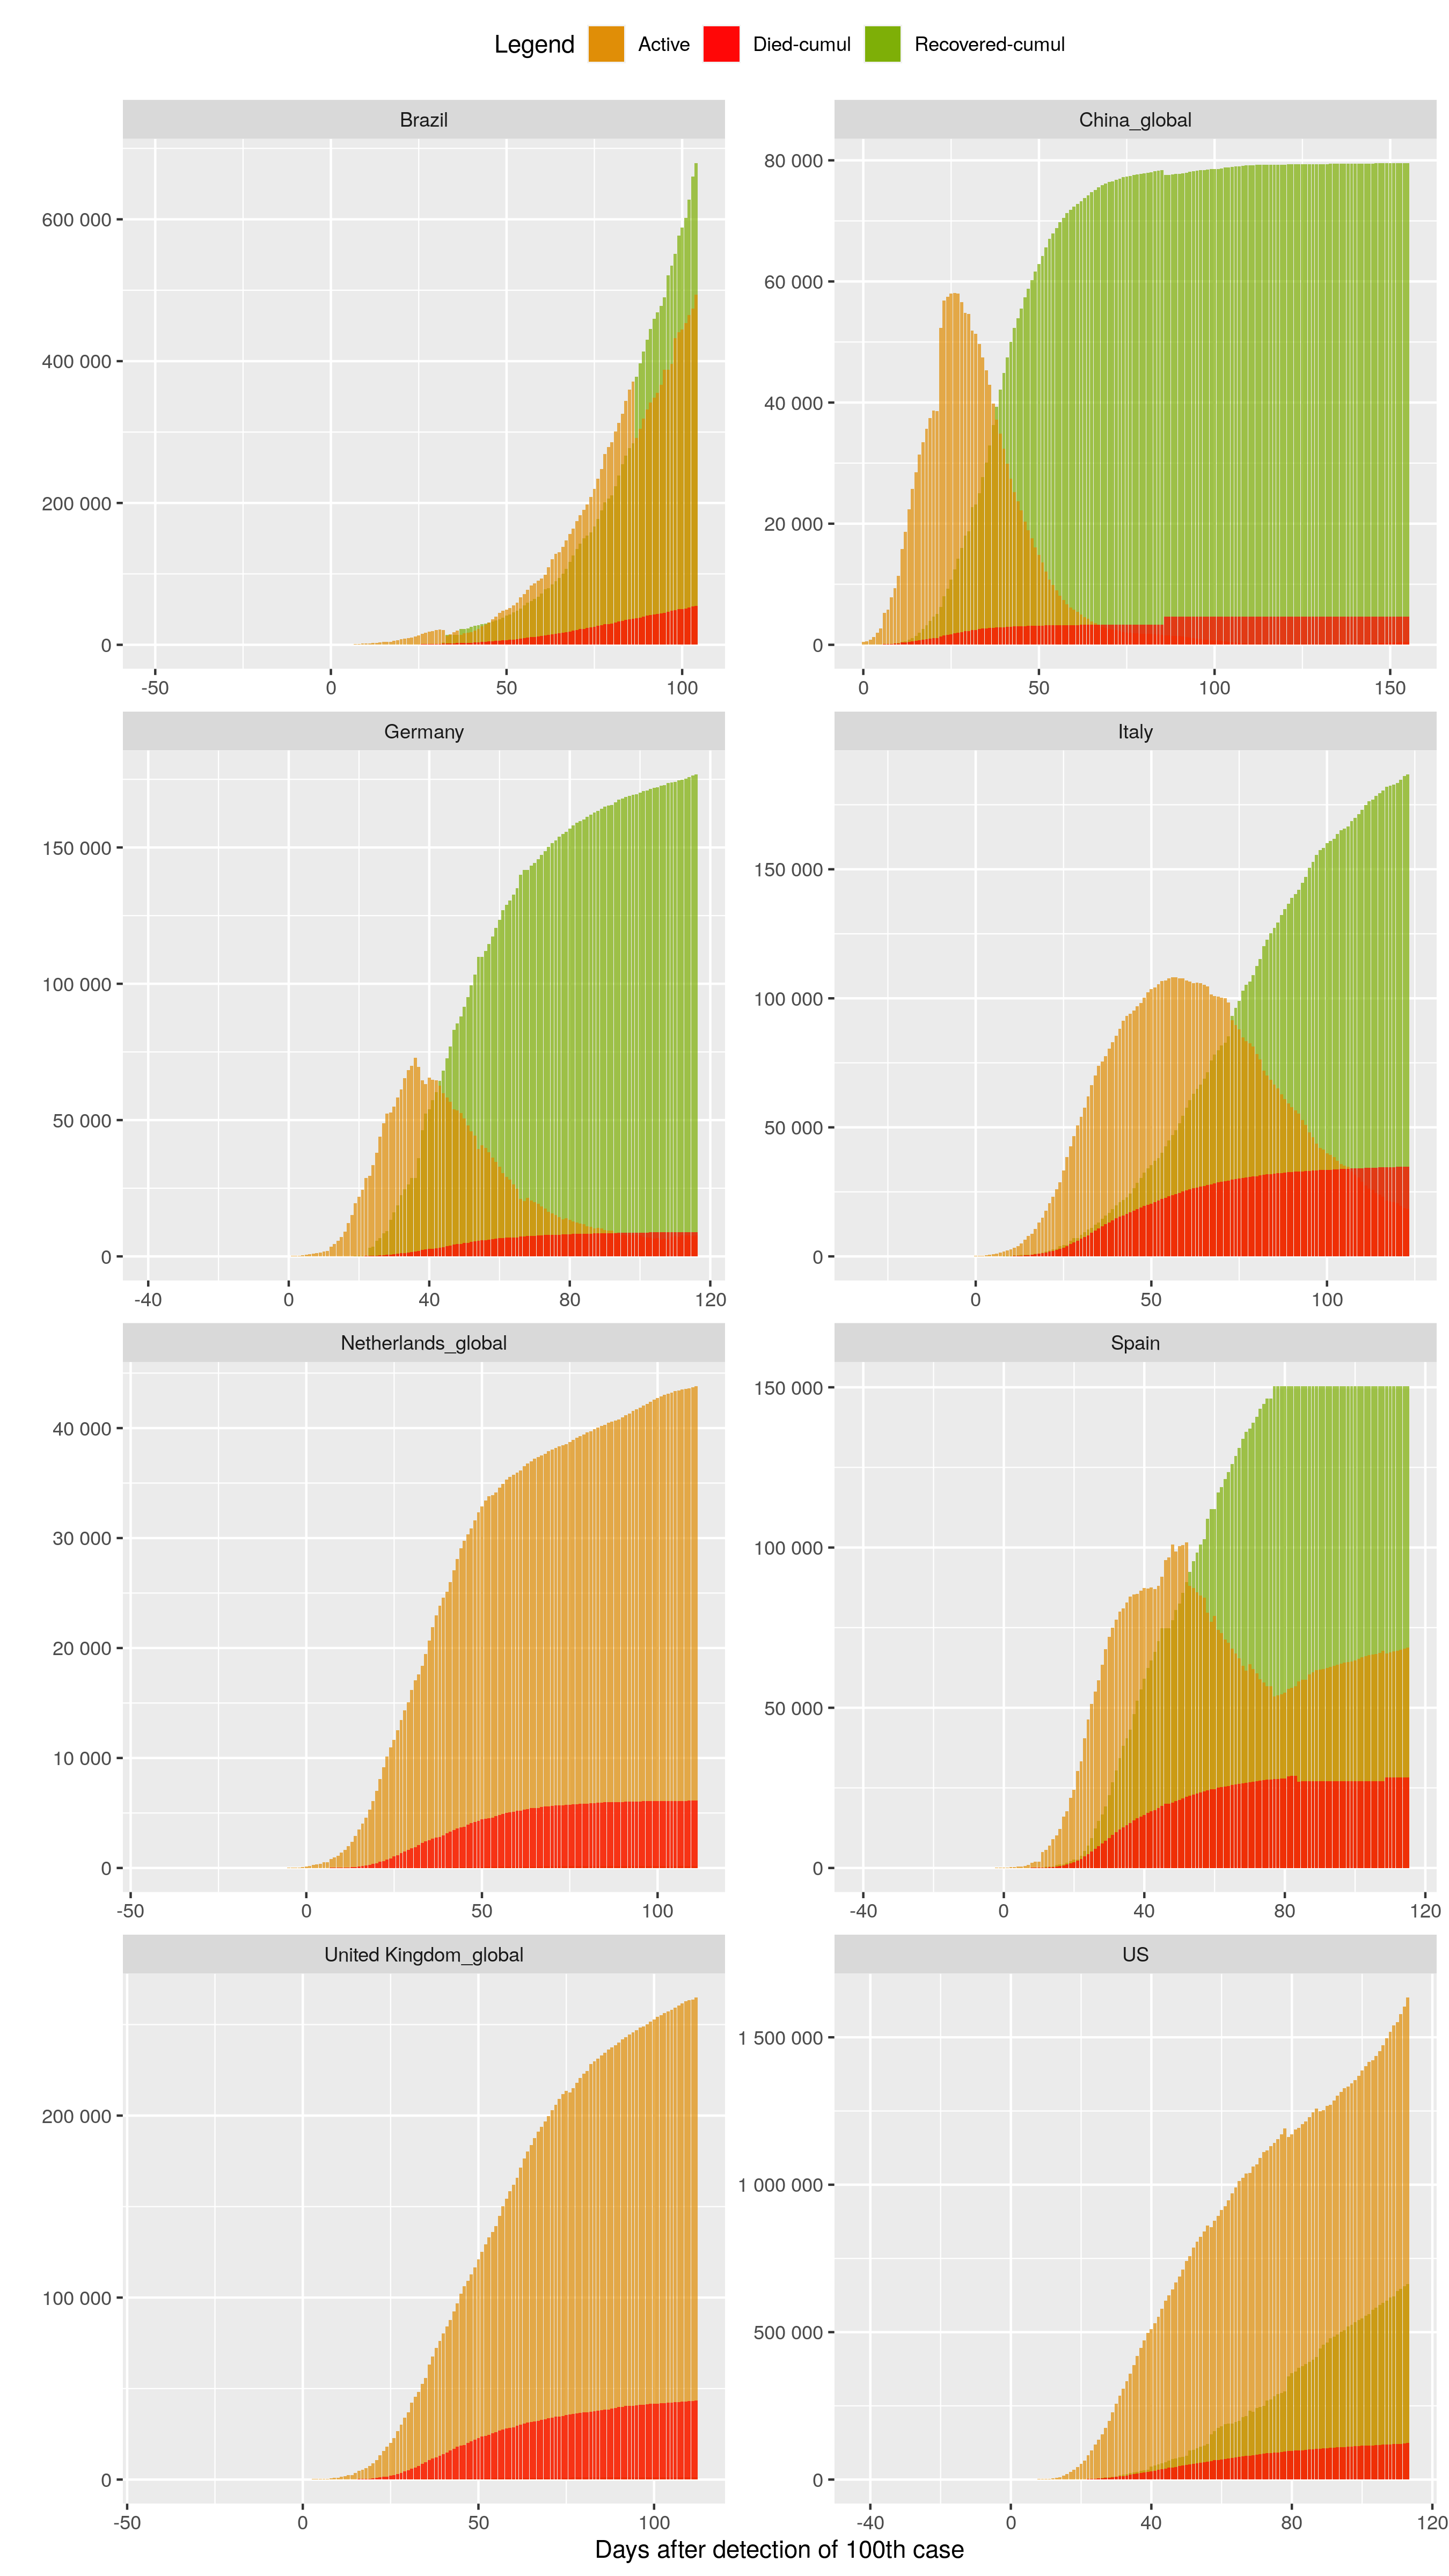 Legend Active Died-cumul Recovered-cumul
Brazil
600 000
400 000
200 000
0
-50 0 50 100
China_global
80 000
60 000
40 000
20 000
0
0 50 100 150
Germany
150 000
100 000
50 000
0
-40 0 40 80 120
Italy
150 000
100 000
50 000
0
0 50 100
Netherlands_global
40 000
30 000
20 000
10 000
0
-50 0 50 100
Spain
150 000
100 000
50 000
0
-40 0 40 80 120
United Kingdom_global
200 000
100 000
0
-50 0 50 100
US
1 500 000
1 000 000
500 000
0
-40 0 40 80 120
Days after detection of 100th case